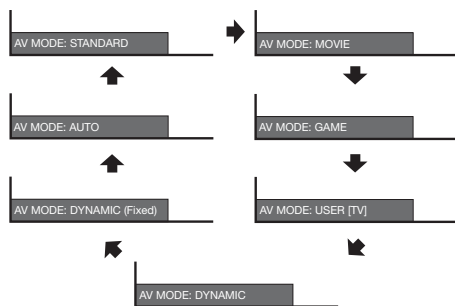 AV MODE: STANDARD
AV MODE: MOVIE
AV MODE: AUTO
AV MODE: GAME
AV MODE: DYNAMIC (Fixed)
AV MODE: USER [TV]
AV MODE: DYNAMIC